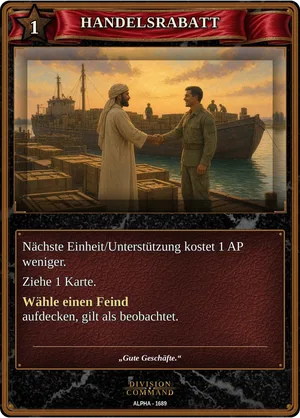 1
HANDELSRABATT
Nächste Einheit/Unterstützung kostet 1 AP
weniger.
Ziehe 1 Karte.
Wähle einen Feind
aufdecken, gilt als beobachtet.
„Gute Geschäfte.“
DIVISION
COMMAND
ALPHA - 1689